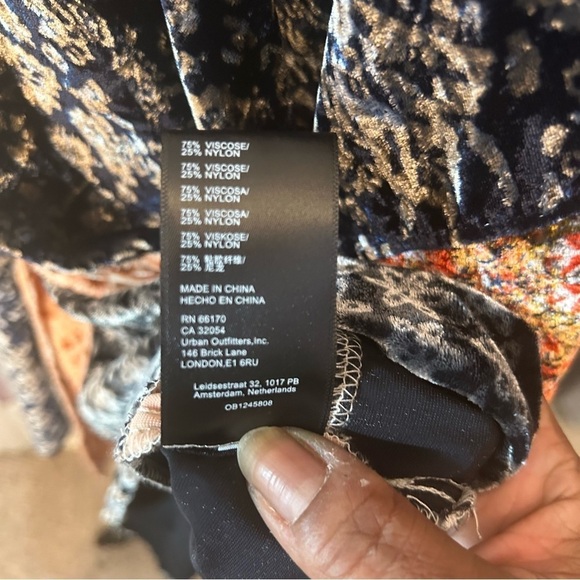 75% VISCOSE/
25% NYLON
75% VISCOSE/
25% NYLON
75% VISCOSA/
25% NYLON
75% VISCOSA/
25% NYLON
75% VISKOSE/
25% NYLON
75% 粘胶纤维/
25% 尼龙
MADE IN CHINA
HECHO EN CHINA
RN 66170
CA 32054
Urban Outfitters,Inc.
146 Brick Lane
LONDON,E1 6RU
Leidsestraat 32, 1017 PB
Amsterdam, Netherlands
OB1245808